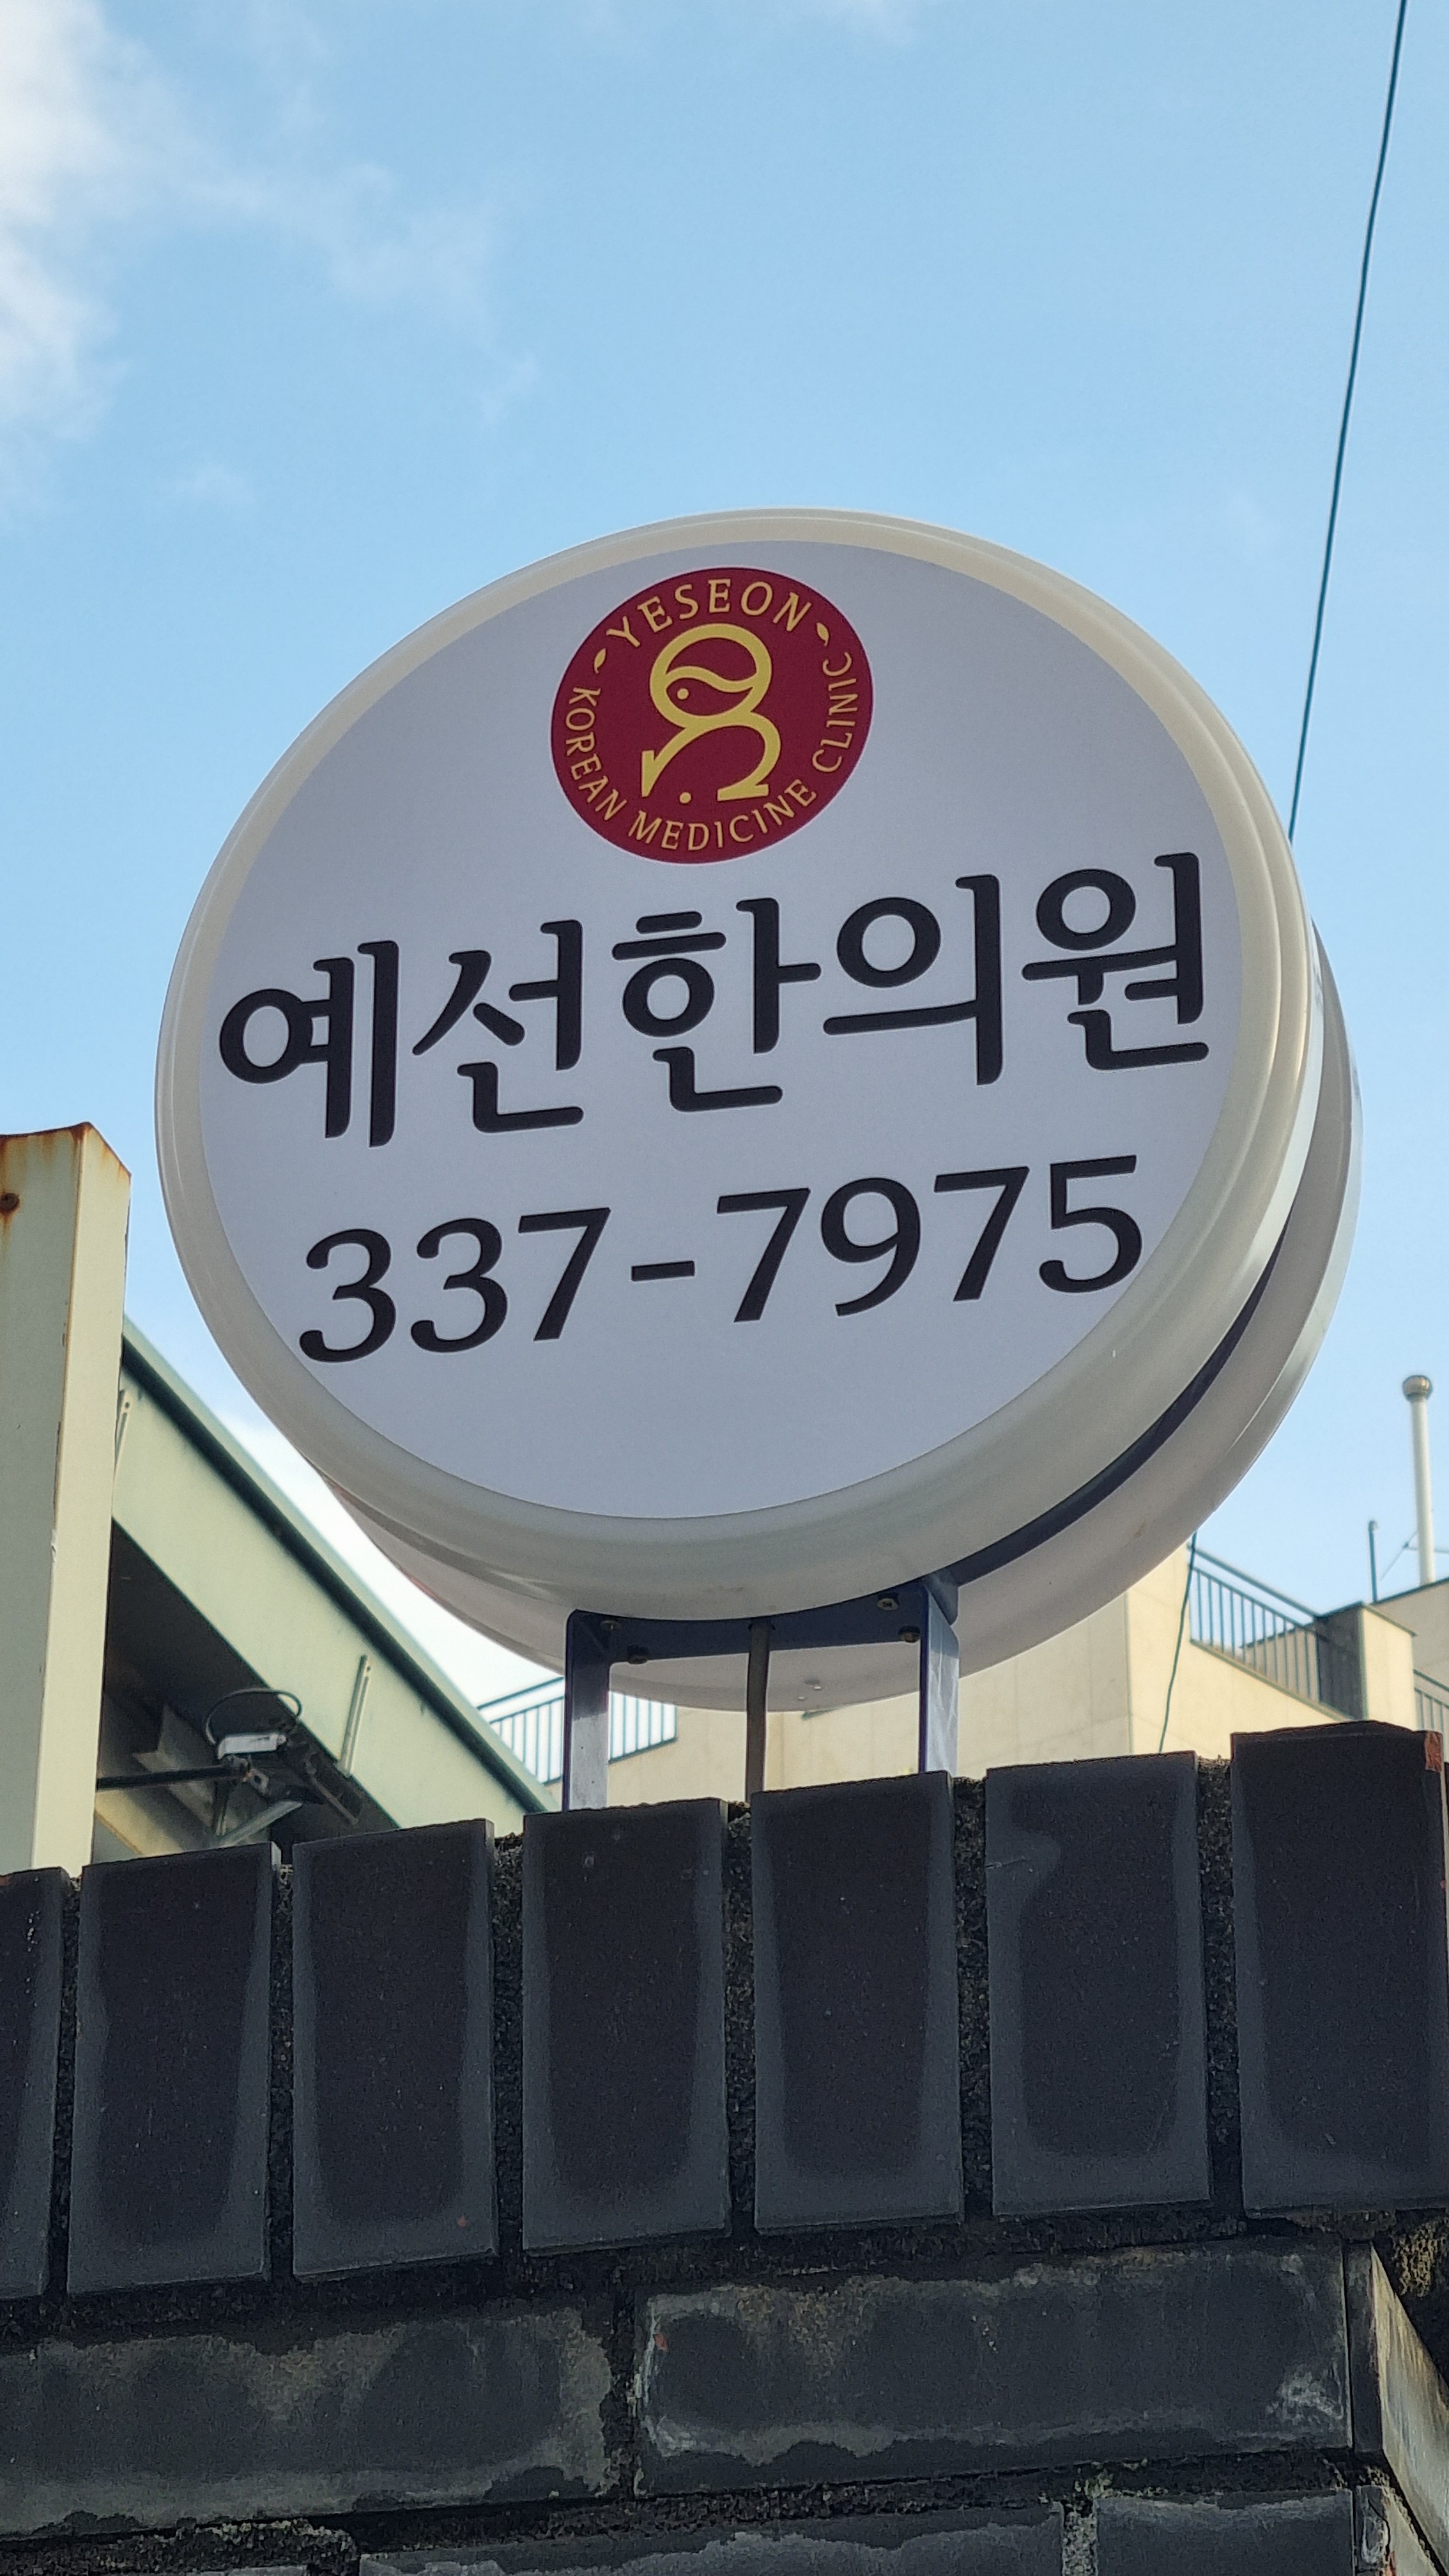 YESEON
KOREAN MEDICINE CLINIC
예선한의원
337-7975